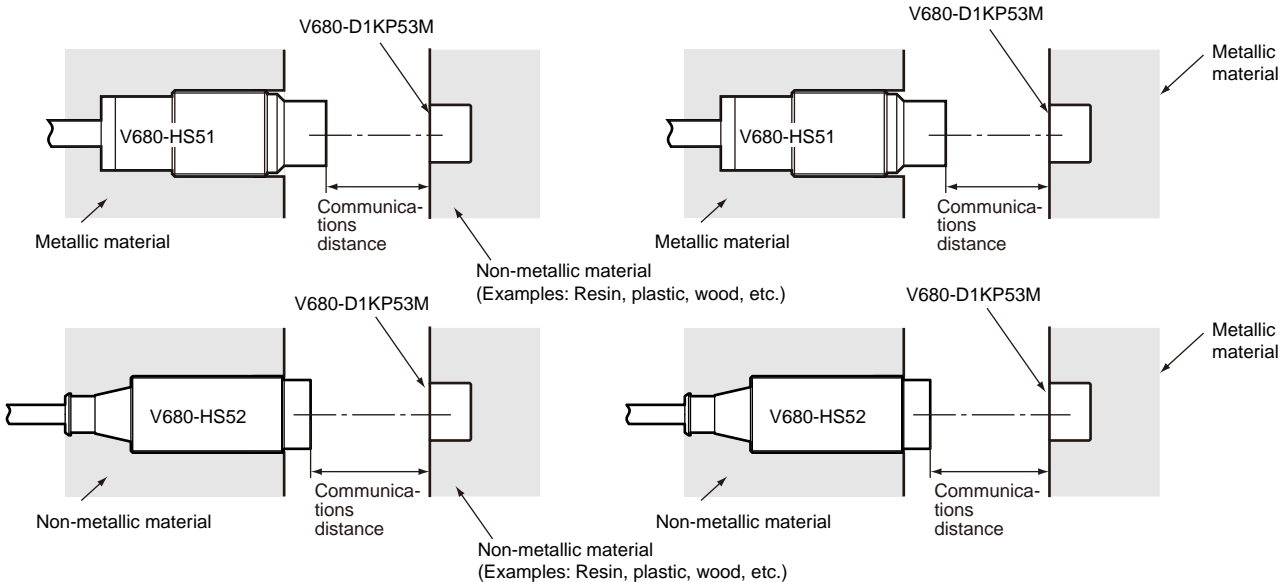 V680-D1KP53M
V680-HS51
Communica-
tions
distance
Metallic material
Non-metallic material
(Examples: Resin, plastic, wood, etc.)
V680-D1KP53M
Metallic
material
V680-HS51
Communica-
tions
distance
Metallic material
V680-D1KP53M
V680-HS52
Communica-
tions
distance
Non-metallic material
Non-metallic material
(Examples: Resin, plastic, wood, etc.)
V680-D1KP53M
Metallic
material
V680-HS52
Communica-
tions
distance
Non-metallic material